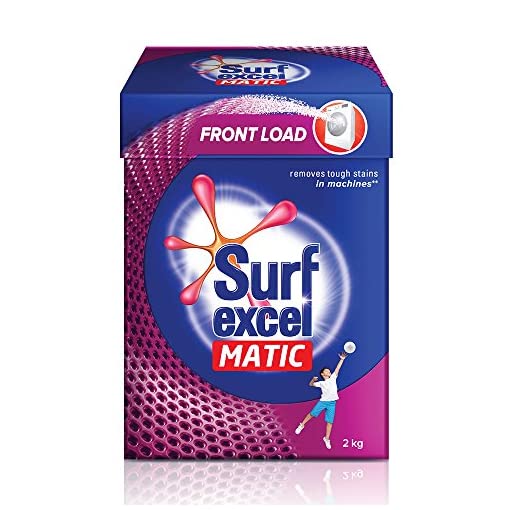 Surf
excel
MATIC
FRONT LOAD
removes tough stains
in machines**
Surf
excel
MATIC
2 kg